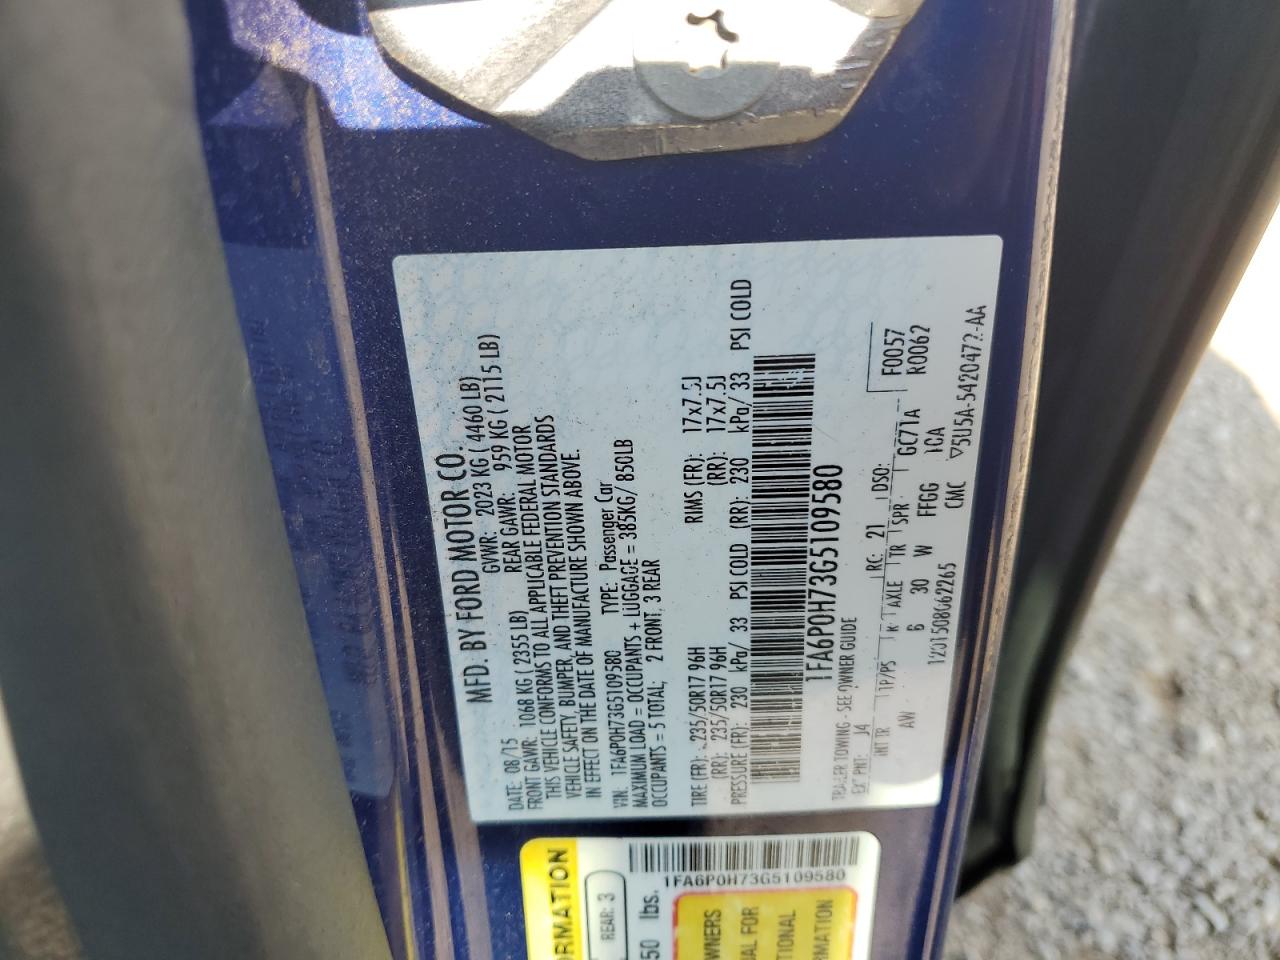 MFD. BY FORD MOTOR CO.
DATE: 08/15 GVWR: 2023 KG ( 4460 LB)
FRONT GAWR: 1068 KG ( 2355 LB) REAR GAWR: 959 KG ( 2115 LB)
THIS VEHICLE CONFORMS TO ALL APPLICABLE FEDERAL MOTOR
VEHICLE SAFETY, BUMPER, AND THEFT PREVENTION STANDARDS
IN EFFECT ON THE DATE OF MANUFACTURE SHOWN ABOVE.
VIN: 1FA6P0H73G5109580 TYPE: Passenger Car
MAXIMUM LOAD = OCCUPANTS + LUGGAGE = 385KG/ 850LB
OCCUPANTS = 5 TOTAL; 2 FRONT, 3 REAR
TIRE (FR): 235/50R17 96H RIMS (FR): 17x7.5J
(RR): 235/50R17 96H (RR): 17x7.5J
PRESSURE (FR): 230 kPa/ 33 PSI COLD (RR): 230 kPa/ 33 PSI COLD
1FA6P0H73G5109580
TRAILER TOWING - SEE OWNER GUIDE
EXT PNT: J4 RC: 21 DSO: F0057
INT TR TP/PS R AXLE TR SPR R0062
AW 6 30 W FFGG GC71A
CMC
▽5U5A-5420472-AA
ORMATION
REAR: 3
50 lbs.
1FA6P0H73G5109580
WNERS
UAL FOR
TIONAL
RMATION